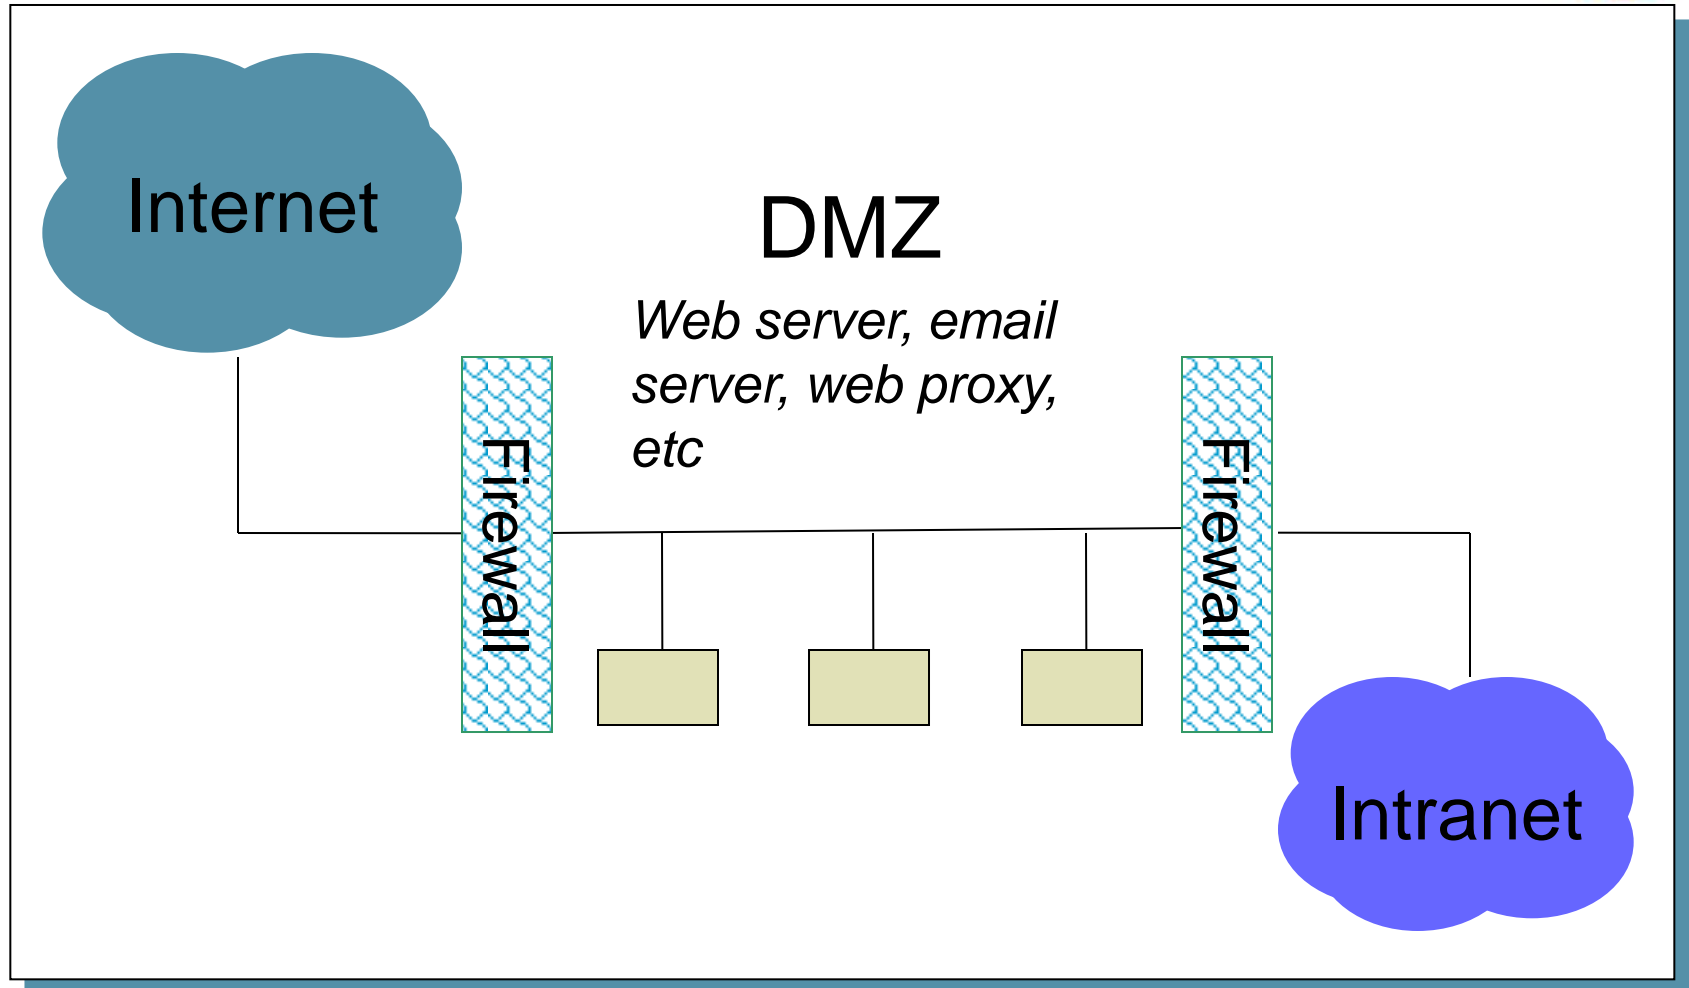 Internet
DMZ
Web server, email
server, web proxy,
etc
Firewall
Firewall
Intranet